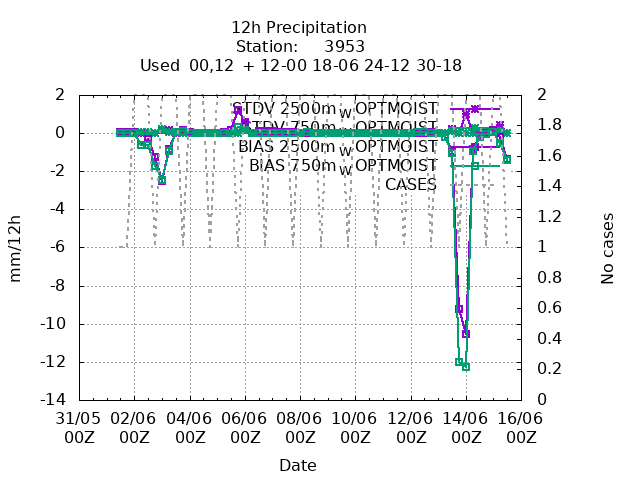 12h Precipitation
Station: 3953
Used 00,12 + 12-00 18-06 24-12 30-18
STDV 2500m W OPTMOIST
STDV 750m W OPTMOIST
BIAS 2500m W OPTMOIST
BIAS 750m W OPTMOIST
CASES
2
0
-2
-4
-6
-8
-10
-12
-14
mm/12h
2
1.8
1.6
1.4
1.2
1
0.8
0.6
0.4
0.2
0
No cases
31/05 02/06 04/06 06/06 08/06 10/06 12/06 14/06 16/06
00Z 00Z 00Z 00Z 00Z 00Z 00Z 00Z 00Z
Date